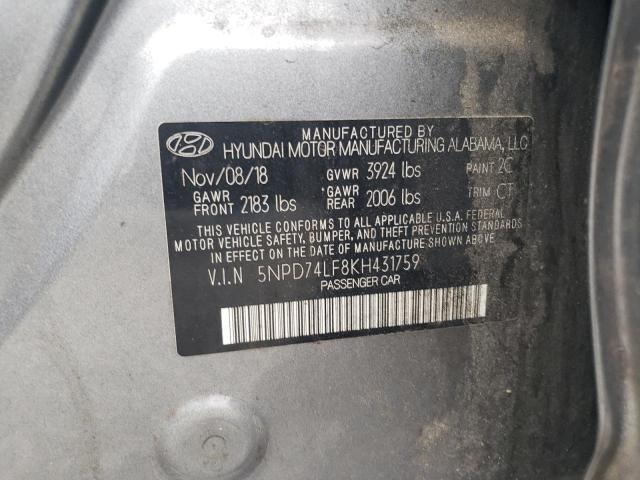 MANUFACTURED BY
HYUNDAI MOTOR MANUFACTURING ALABAMA, LLC
Nov/08/18 GVWR 3924 lbs PAINT 2C
GAWR FRONT 2183 lbs GAWR REAR 2006 lbs TRIM CT
THIS VEHICLE CONFORMS TO ALL APPLICABLE U.S.A. FEDERAL
MOTOR VEHICLE SAFETY, BUMPER, AND THEFT PREVENTION STANDARDS
IN EFFECT ON THE DATE OF MANUFACTURE SHOWN ABOVE.
V.I.N 5NPD74LF8KH431759
PASSENGER CAR